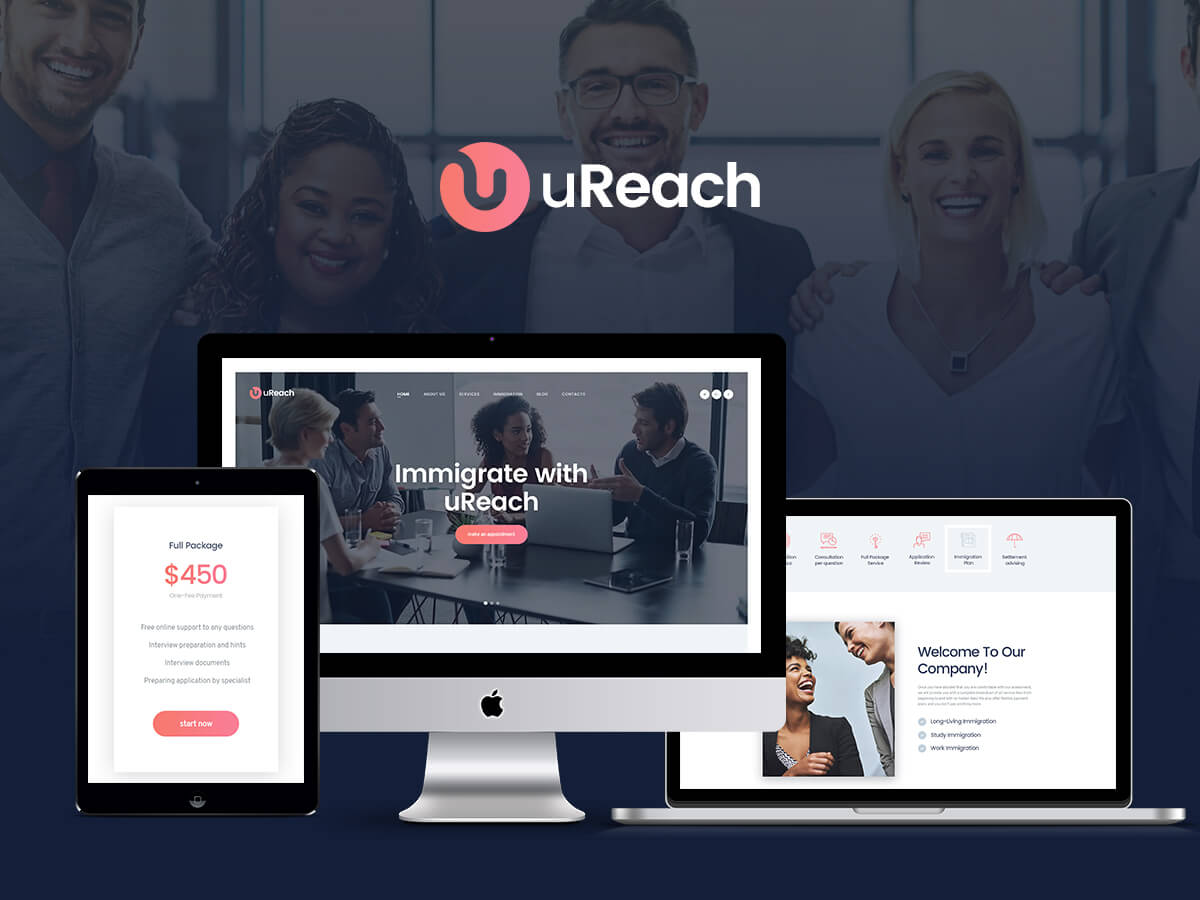 uReach
uReach
HOME ABOUT US SERVICES IMMIGRATION BLOG CONTACTS
Immigrate with
uReach
make an appointment
Full Package
$450
One-Fee Payment
Free online support to any questions
Interview preparation and hints
Interview documents
Preparing application by specialist
start now
Consultation
per question
Full Package
Service
Application
Review
Immigration
Plan
Settlement
advising
Welcome To Our
Company!
Long-Living Immigration
Study Immigration
Work Immigration